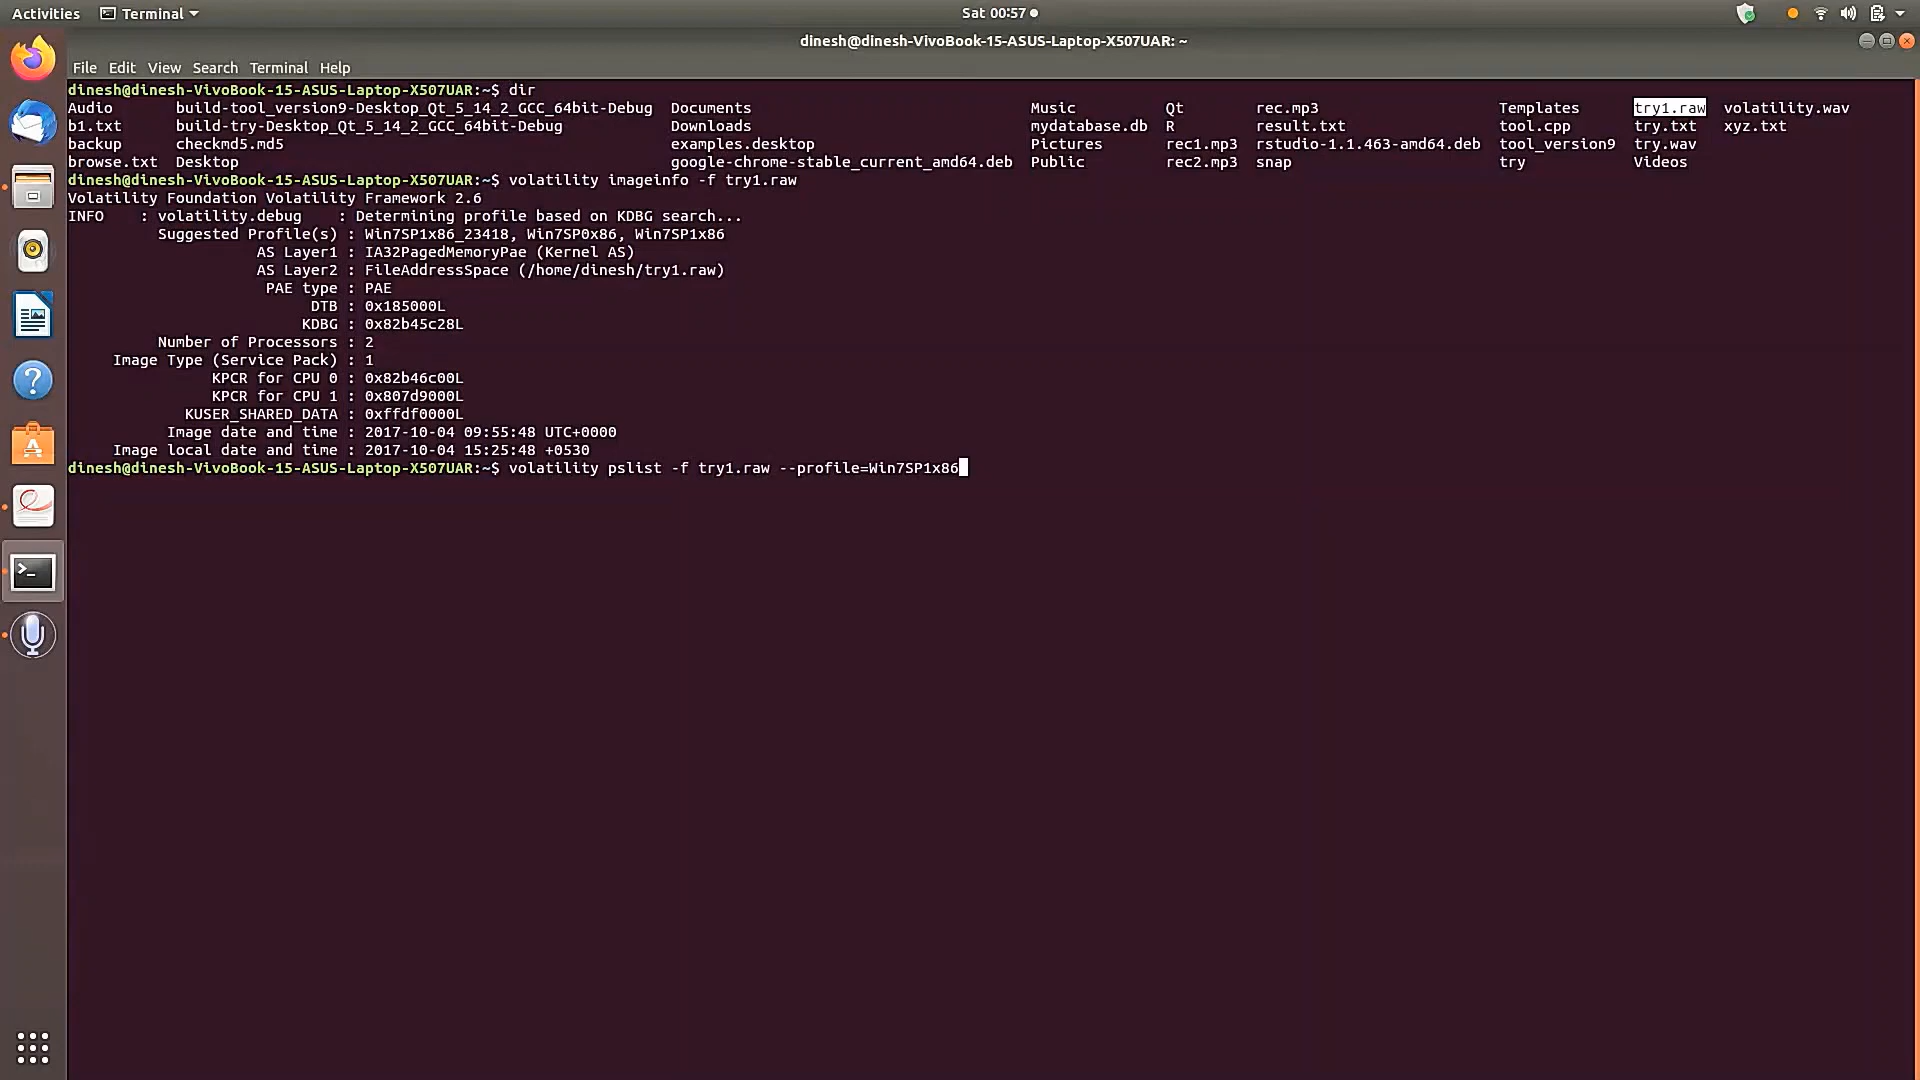 Activities Terminal Sat 00:57
dinesh@dinesh-VivoBook-15-ASUS-Laptop-X507UAR: ~
File Edit View Search Terminal Help
dinesh@dinesh-VivoBook-15-ASUS-Laptop-X507UAR:~$ dir
Audio build-tool_version9-Desktop_Qt_5_14_2_GCC_64bit-Debug Documents Music Qt rec.mp3 Templates try1.raw volatility.wav
b1.txt build-try-Desktop_Qt_5_14_2_GCC_64bit-Debug Downloads mydatabase.db R result.txt tool.cpp try.txt xyz.txt
backup checkmd5.md5 examples.desktop Pictures rec1.mp3 rstudio-1.1.463-amd64.deb tool_version9 try.wav
browse.txt Desktop google-chrome-stable_current_amd64.deb Public rec2.mp3 snap try Videos
dinesh@dinesh-VivoBook-15-ASUS-Laptop-X507UAR:~$ volatility imageinfo -f try1.raw
Volatility Foundation Volatility Framework 2.6
INFO : volatility.debug : Determining profile based on KDBG search...
Suggested Profile(s) : Win7SP1x86_23418, Win7SP0x86, Win7SP1x86
AS Layer1 : IA32PagedMemoryPae (Kernel AS)
AS Layer2 : FileAddressSpace (/home/dinesh/try1.raw)
PAE type : PAE
DTB : 0x185000L
KDBG : 0x82b45c28L
Number of Processors : 2
Image Type (Service Pack) : 1
KPCR for CPU 0 : 0x82b46c00L
KPCR for CPU 1 : 0x807d9000L
KUSER_SHARED_DATA : 0xffdf0000L
Image date and time : 2017-10-04 09:55:48 UTC+0000
Image local date and time : 2017-10-04 15:25:48 +0530
dinesh@dinesh-VivoBook-15-ASUS-Laptop-X507UAR:~$ volatility pslist -f try1.raw --profile=Win7SP1x86